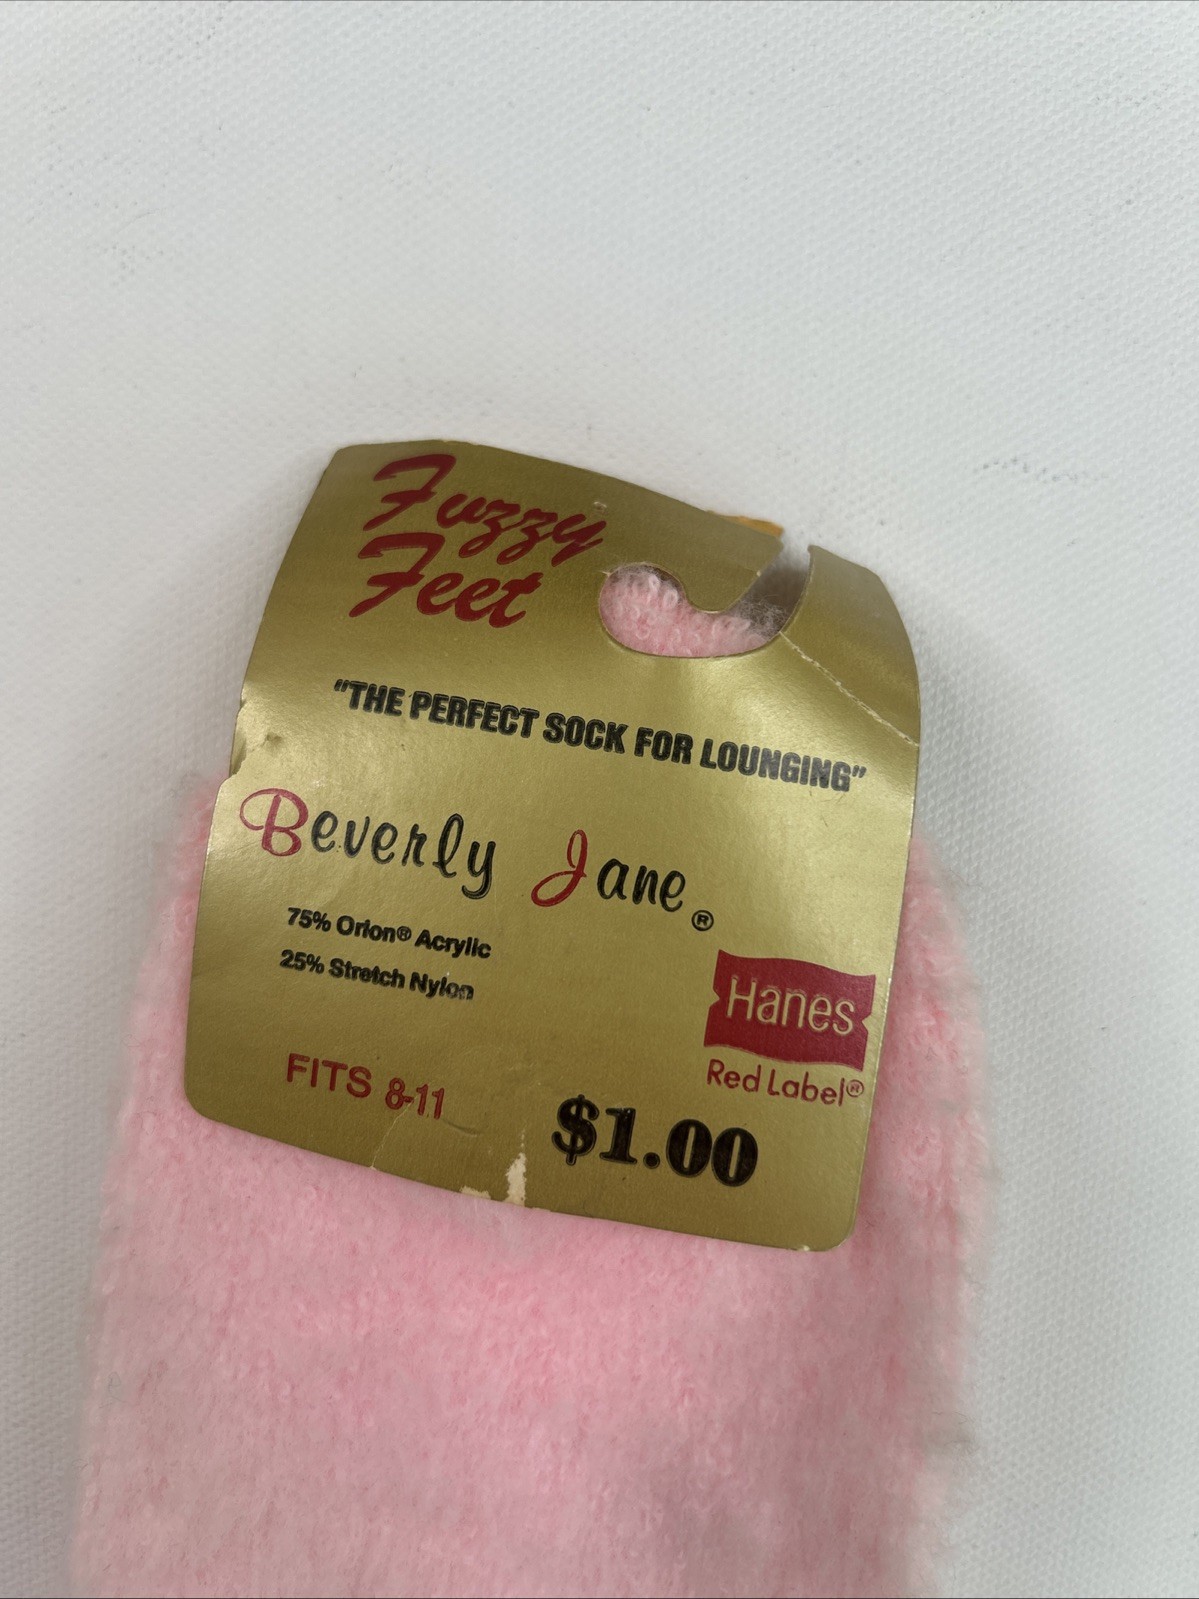 Fuzzy
Feet
"THE PERFECT SOCK FOR LOUNGING"
Beverly Jane®
75% Orlon® Acrylic
25% Stretch Nylon
Hanes
Red Label®
FITS 8-11
$1.00